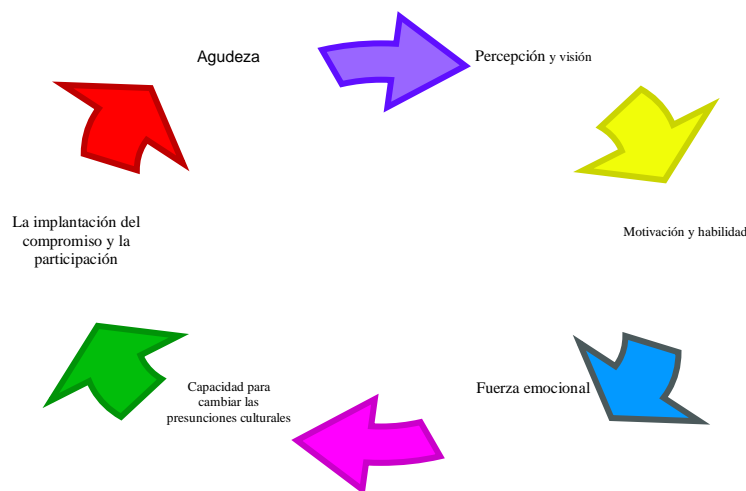 Agudeza
Percepción y visión
Motivación y habilidad
Fuerza emocional
Capacidad para
cambiar las
presunciones culturales
La implantación del
compromiso y la
participación